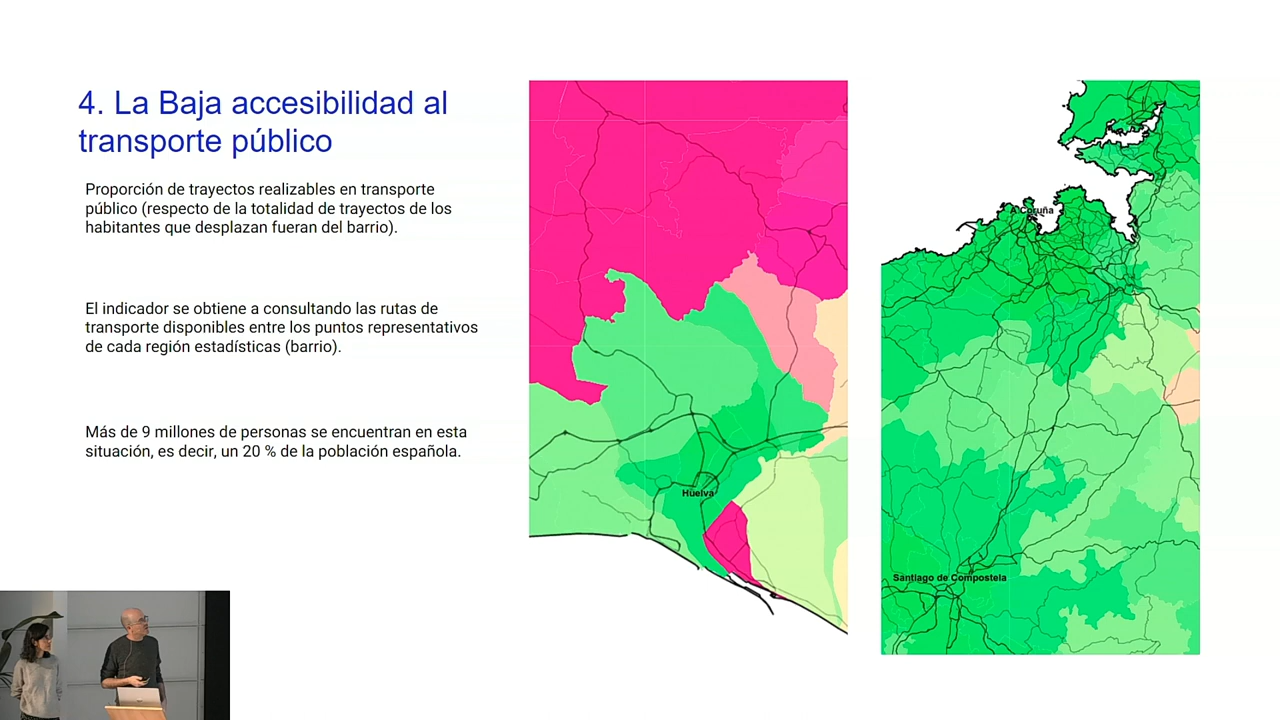 4. La Baja accesibilidad al
transporte público
Proporción de trayectos realizables en transporte
público (respecto de la totalidad de trayectos de los
habitantes que desplazan fueran del barrio).
El indicador se obtiene a consultando las rutas de
transporte disponibles entre los puntos representativos
de cada región estadísticas (barrio).
Más de 9 millones de personas se encuentran en esta
situación, es decir, un 20 % de la población española.
Huelva
A Coruña
Santiago de Compostela